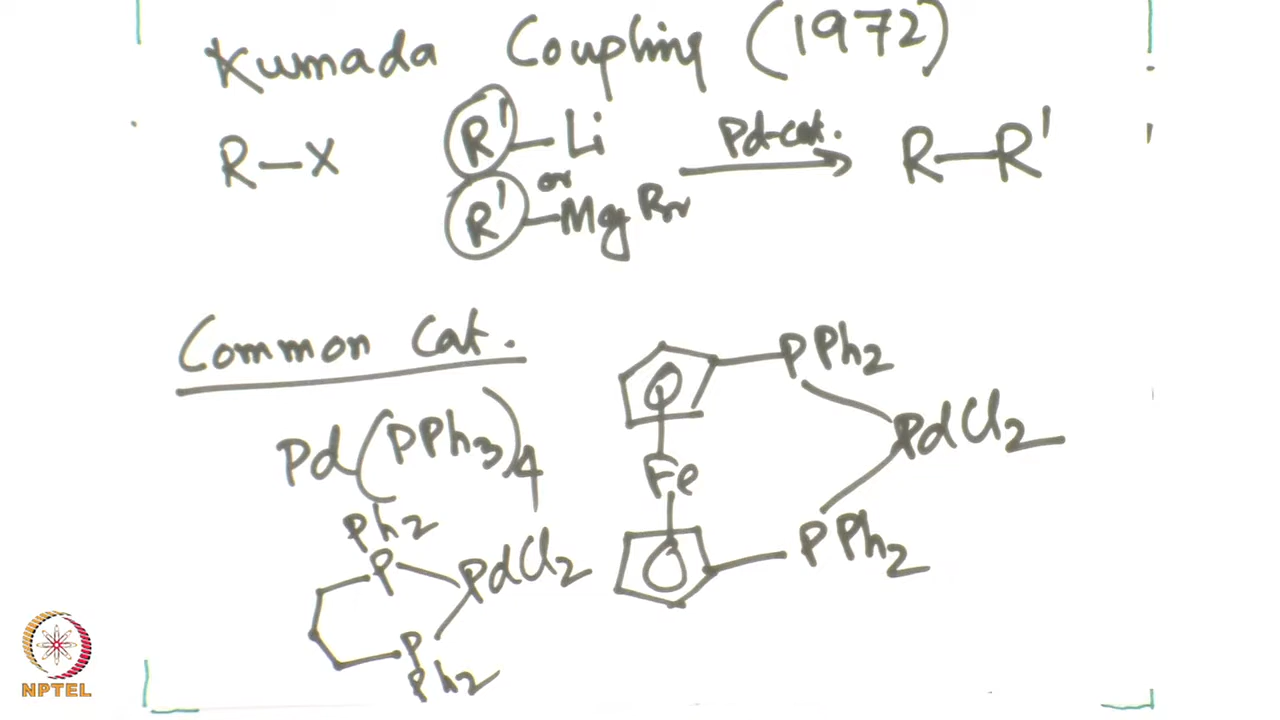 Kumada Coupling (1972)
R-X R'-Li Pd-cat. R-R'
or
R'-MgBr
Common Cat.
Pd(PPh3)4
Ph2
P PdCl2
P
Ph2
PPh2
PdCl2
Fe
PPh2
NPTEL